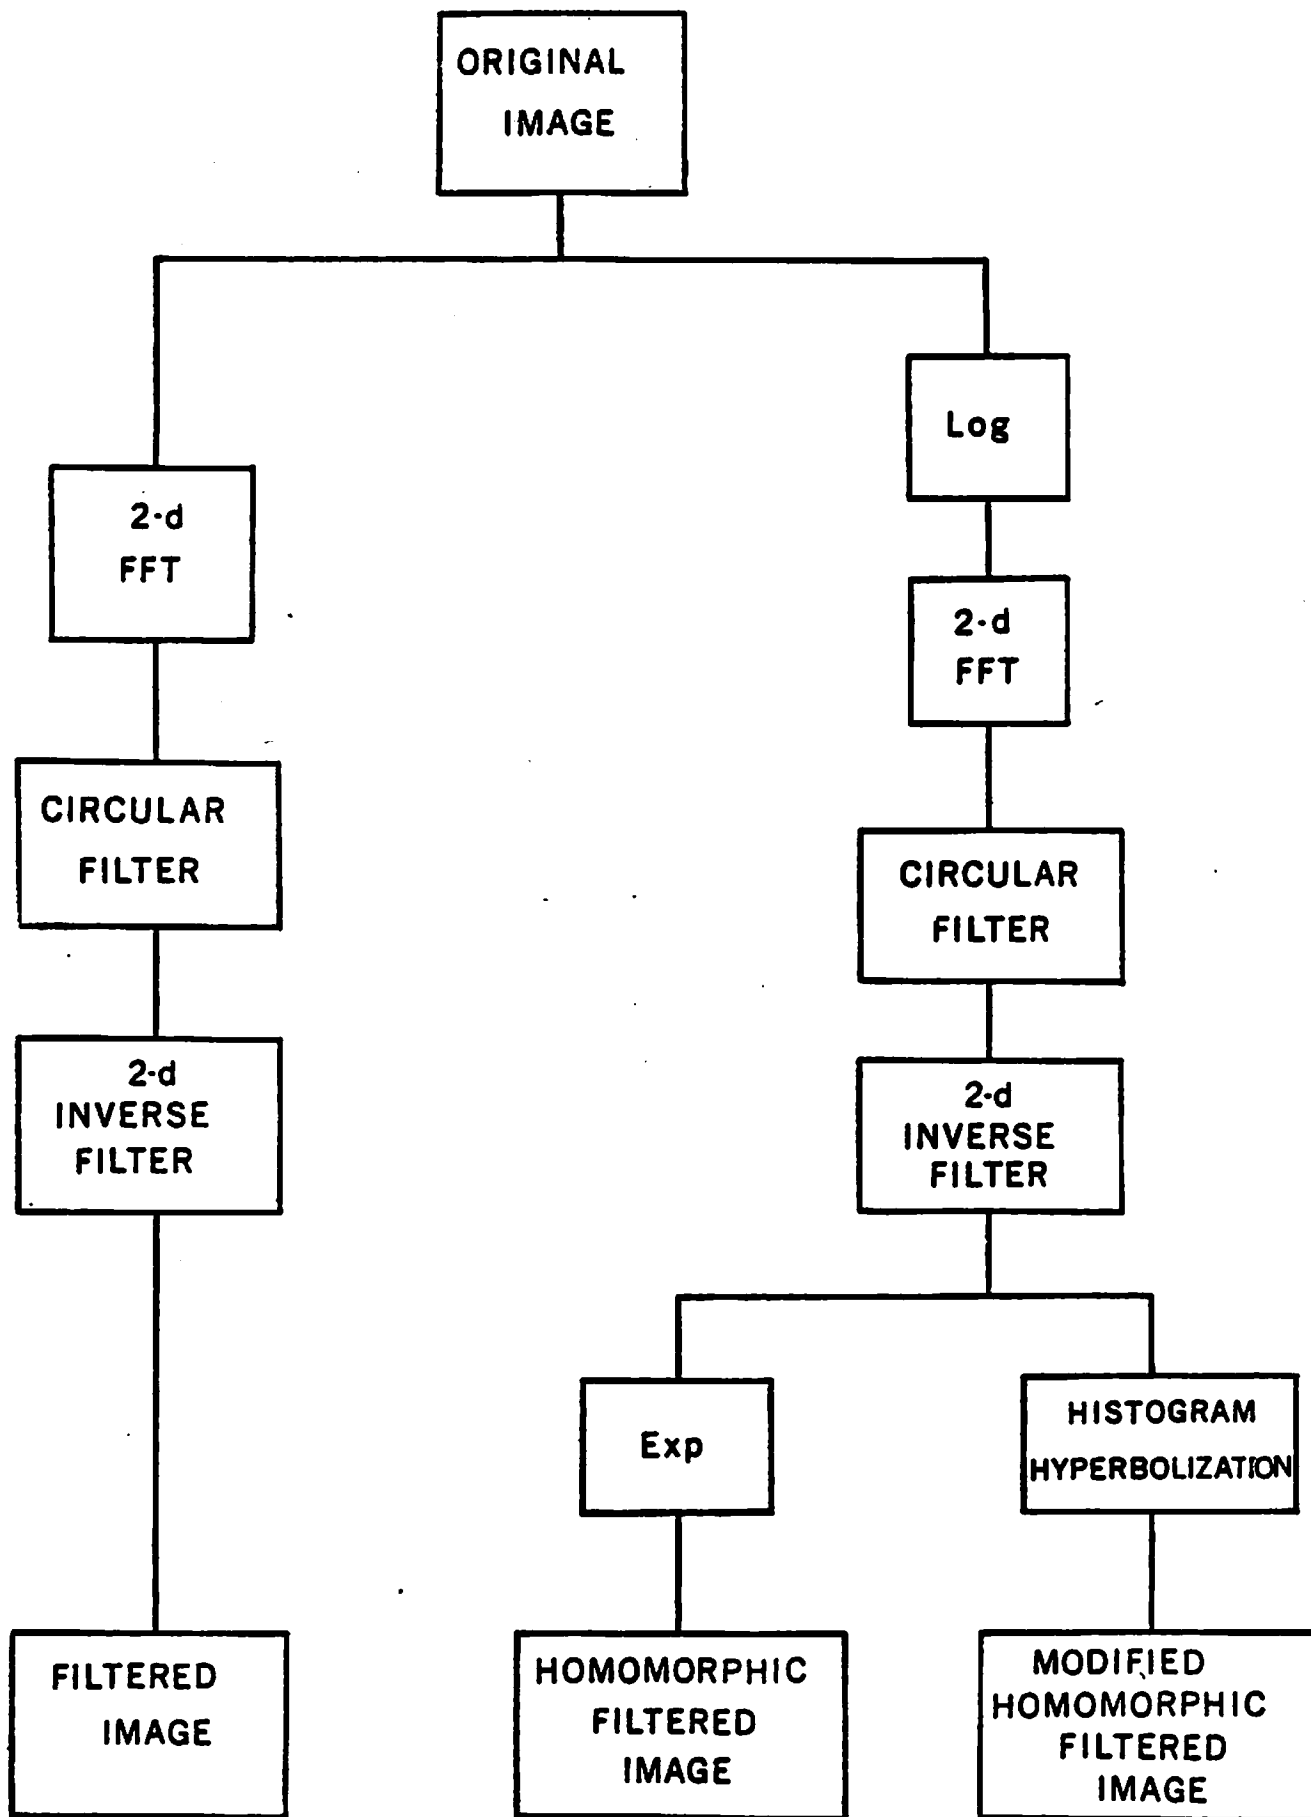 ORIGINAL
IMAGE
2-d
FFT
CIRCULAR
FILTER
2-d
INVERSE
FILTER
FILTERED
IMAGE
Log
2-d
FFT
CIRCULAR
FILTER
2-d
INVERSE
FILTER
Exp
HOMOMORPHIC
FILTERED
IMAGE
HISTOGRAM
HYPERBOLIZATION
MODIFIED
HOMOMORPHIC
FILTERED
IMAGE